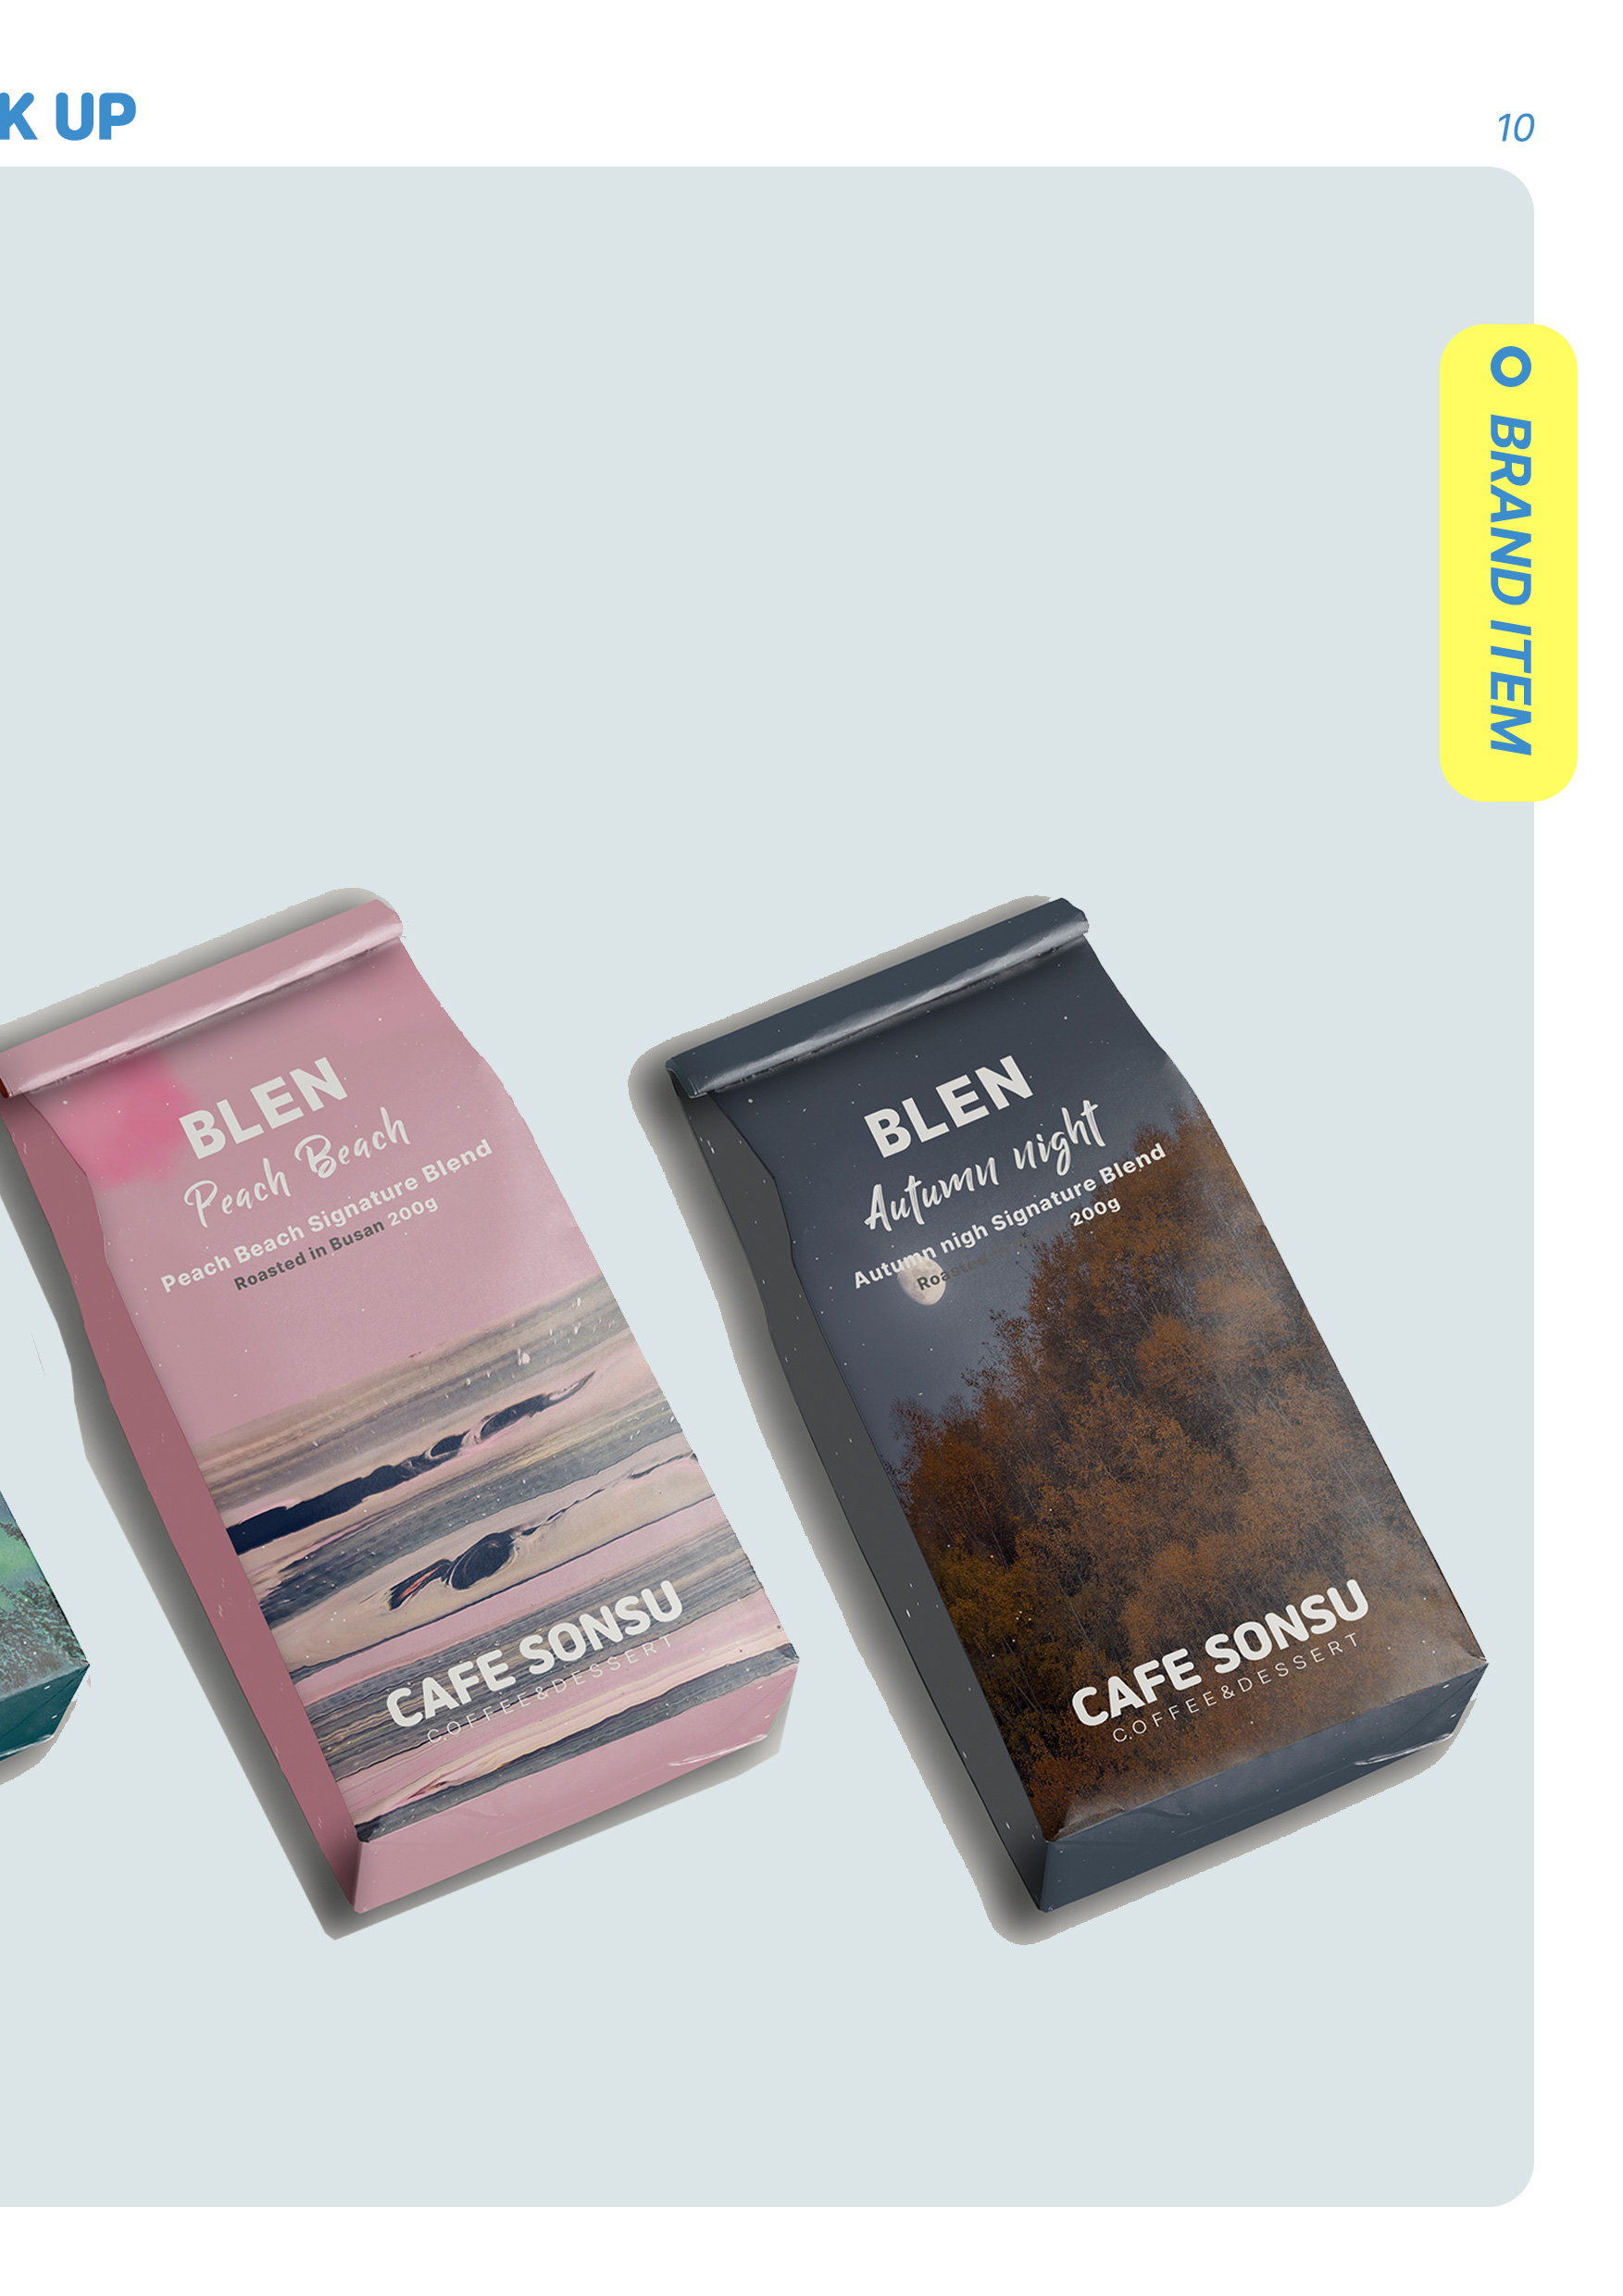 K UP
10
BRAND ITEM
BLEN
Peach Beach
Peach Beach Signature Blend
Roasted in Busan 200g
CAFE SONSU
COFFEE&DESSERT
BLEN
Autumn night
Autumn nigh Signature Blend
Roasted 200g
CAFE SONSU
COFFEE&DESSERT